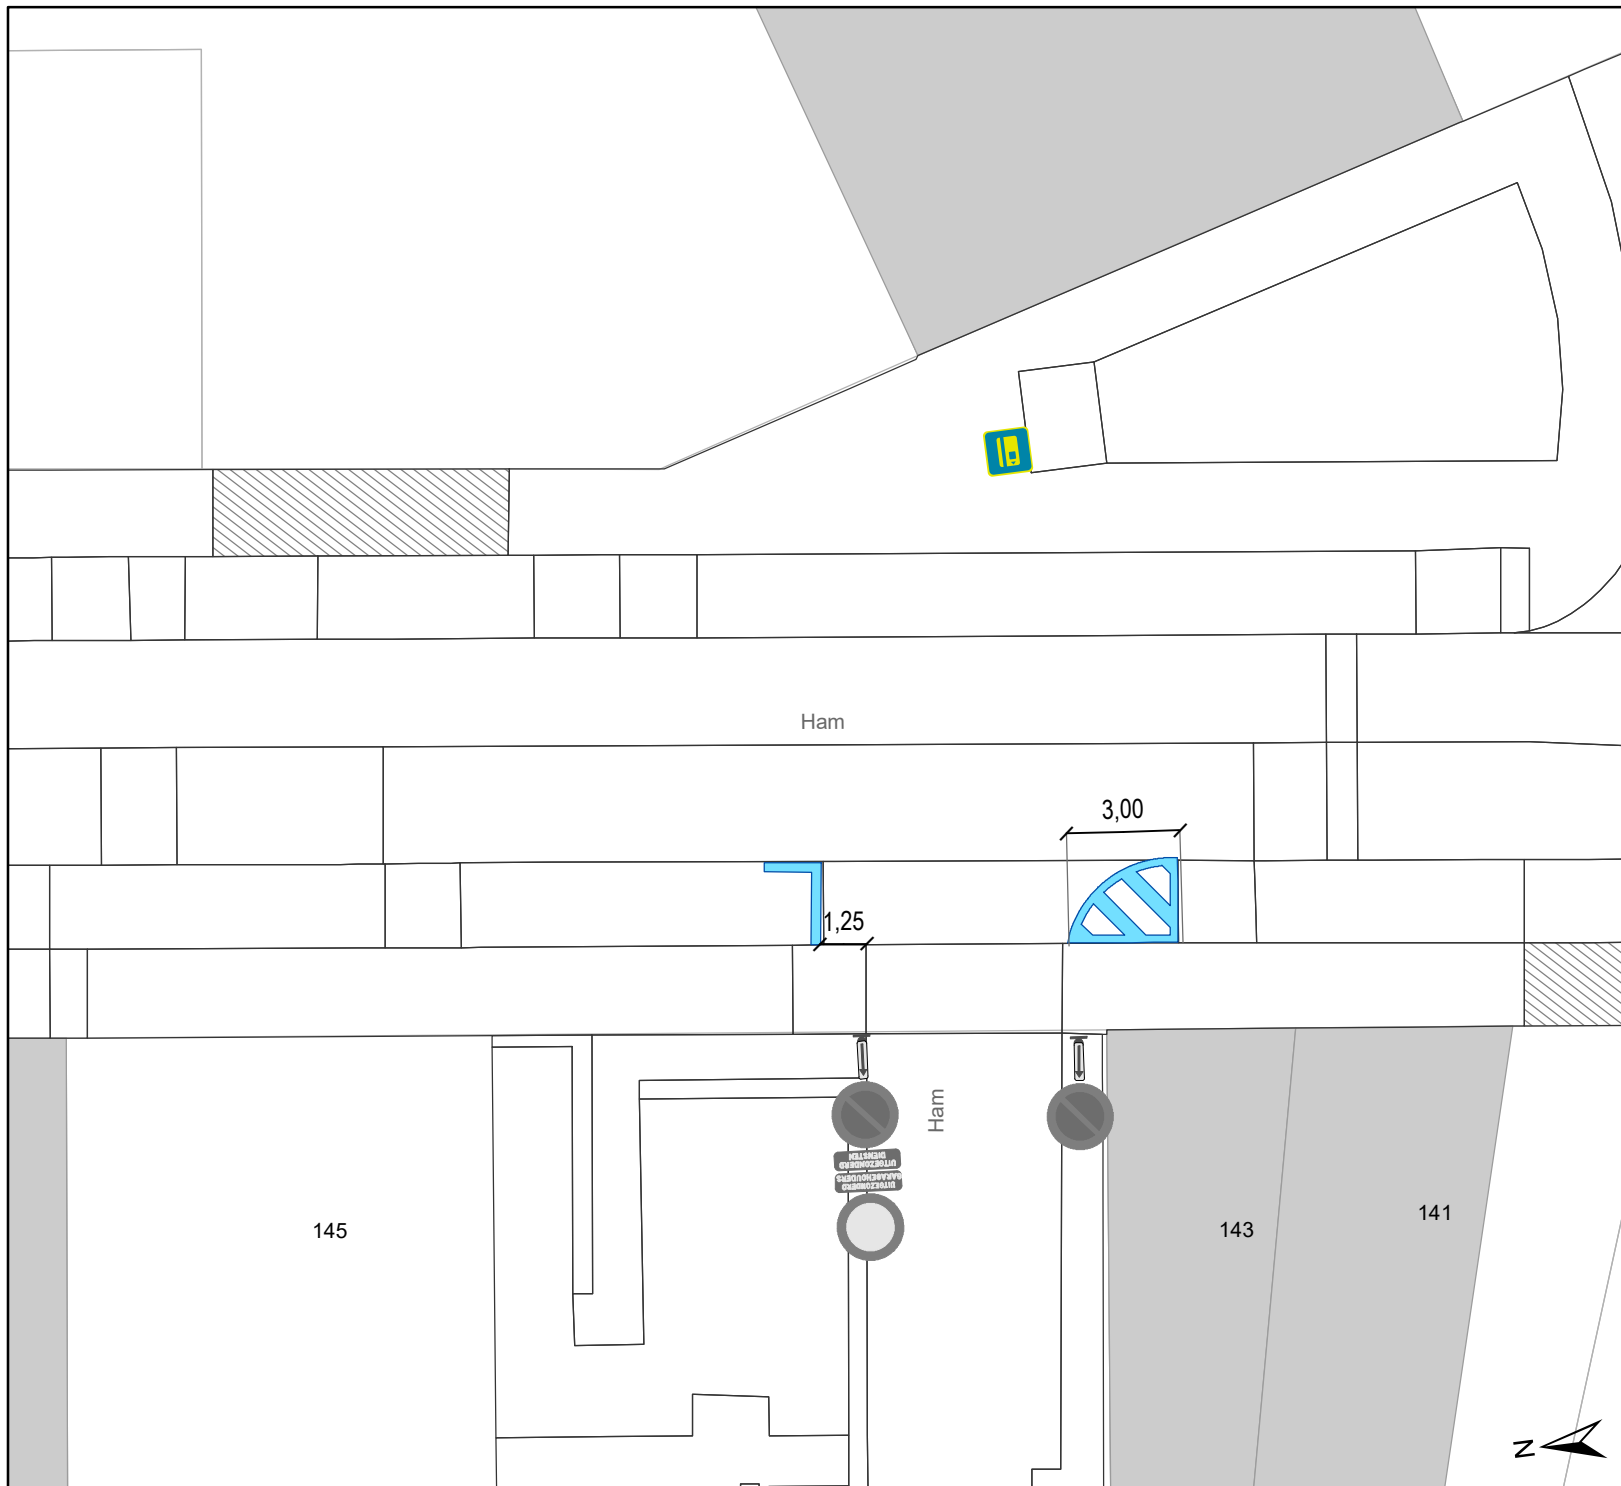 Ham
3,00
1,25
Ham
UITGEZONDERD
DIENSTEN
UITGEZONDERD
GARAGEHOUDERS
145
143
141
N